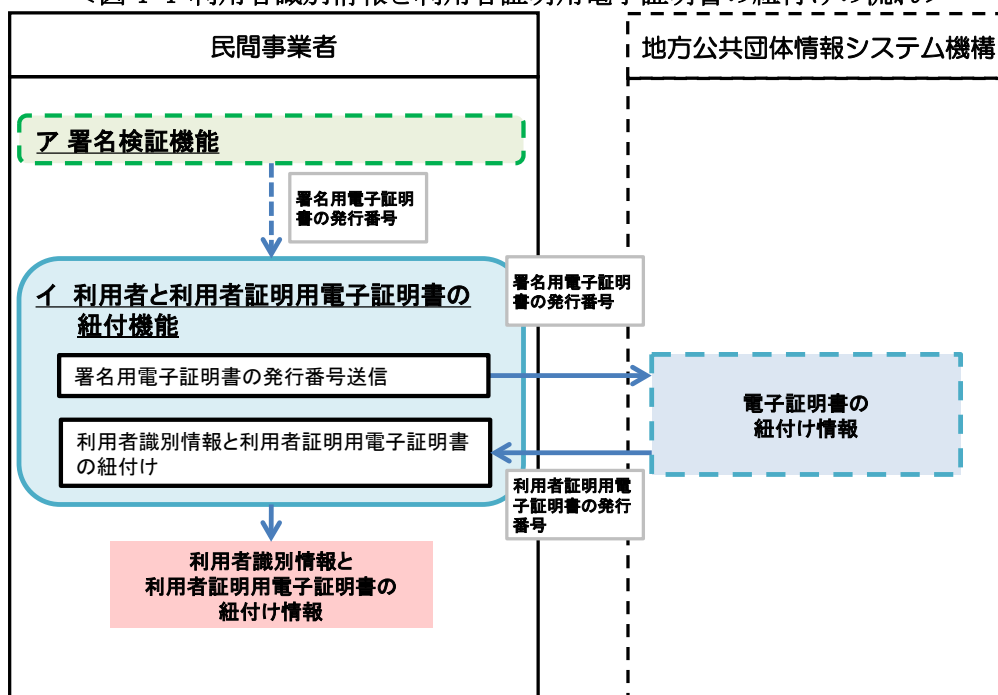 民間事業者
地方公共団体情報システム機構
ア 署名検証機能
署名用電子証明
書の発行番号
イ 利用者と利用者証明用電子証明書の
紐付機能
署名用電子証明
書の発行番号
署名用電子証明書の発行番号送信
電子証明書の
紐付け情報
利用者識別情報と利用者証明用電子証明書
の紐付け
利用者証明用電
子証明書の発行
番号
利用者識別情報と
利用者証明用電子証明書の
紐付け情報